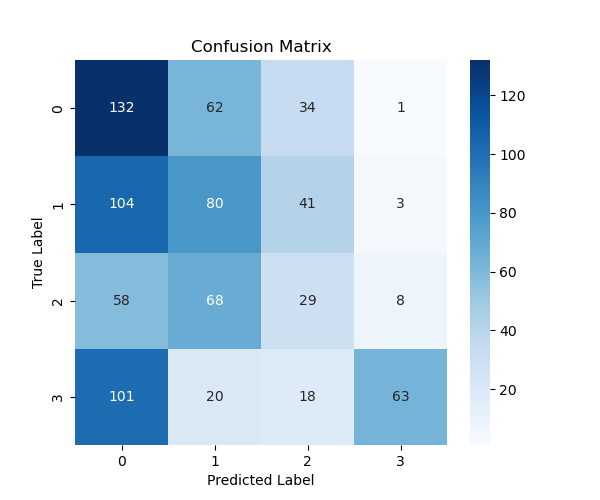 Confusion Matrix
0 132 62 34 1
1 104 80 41 3
2 58 68 29 8
3 101 20 18 63
0 1 2 3
True Label
Predicted Label
120
100
80
60
40
20